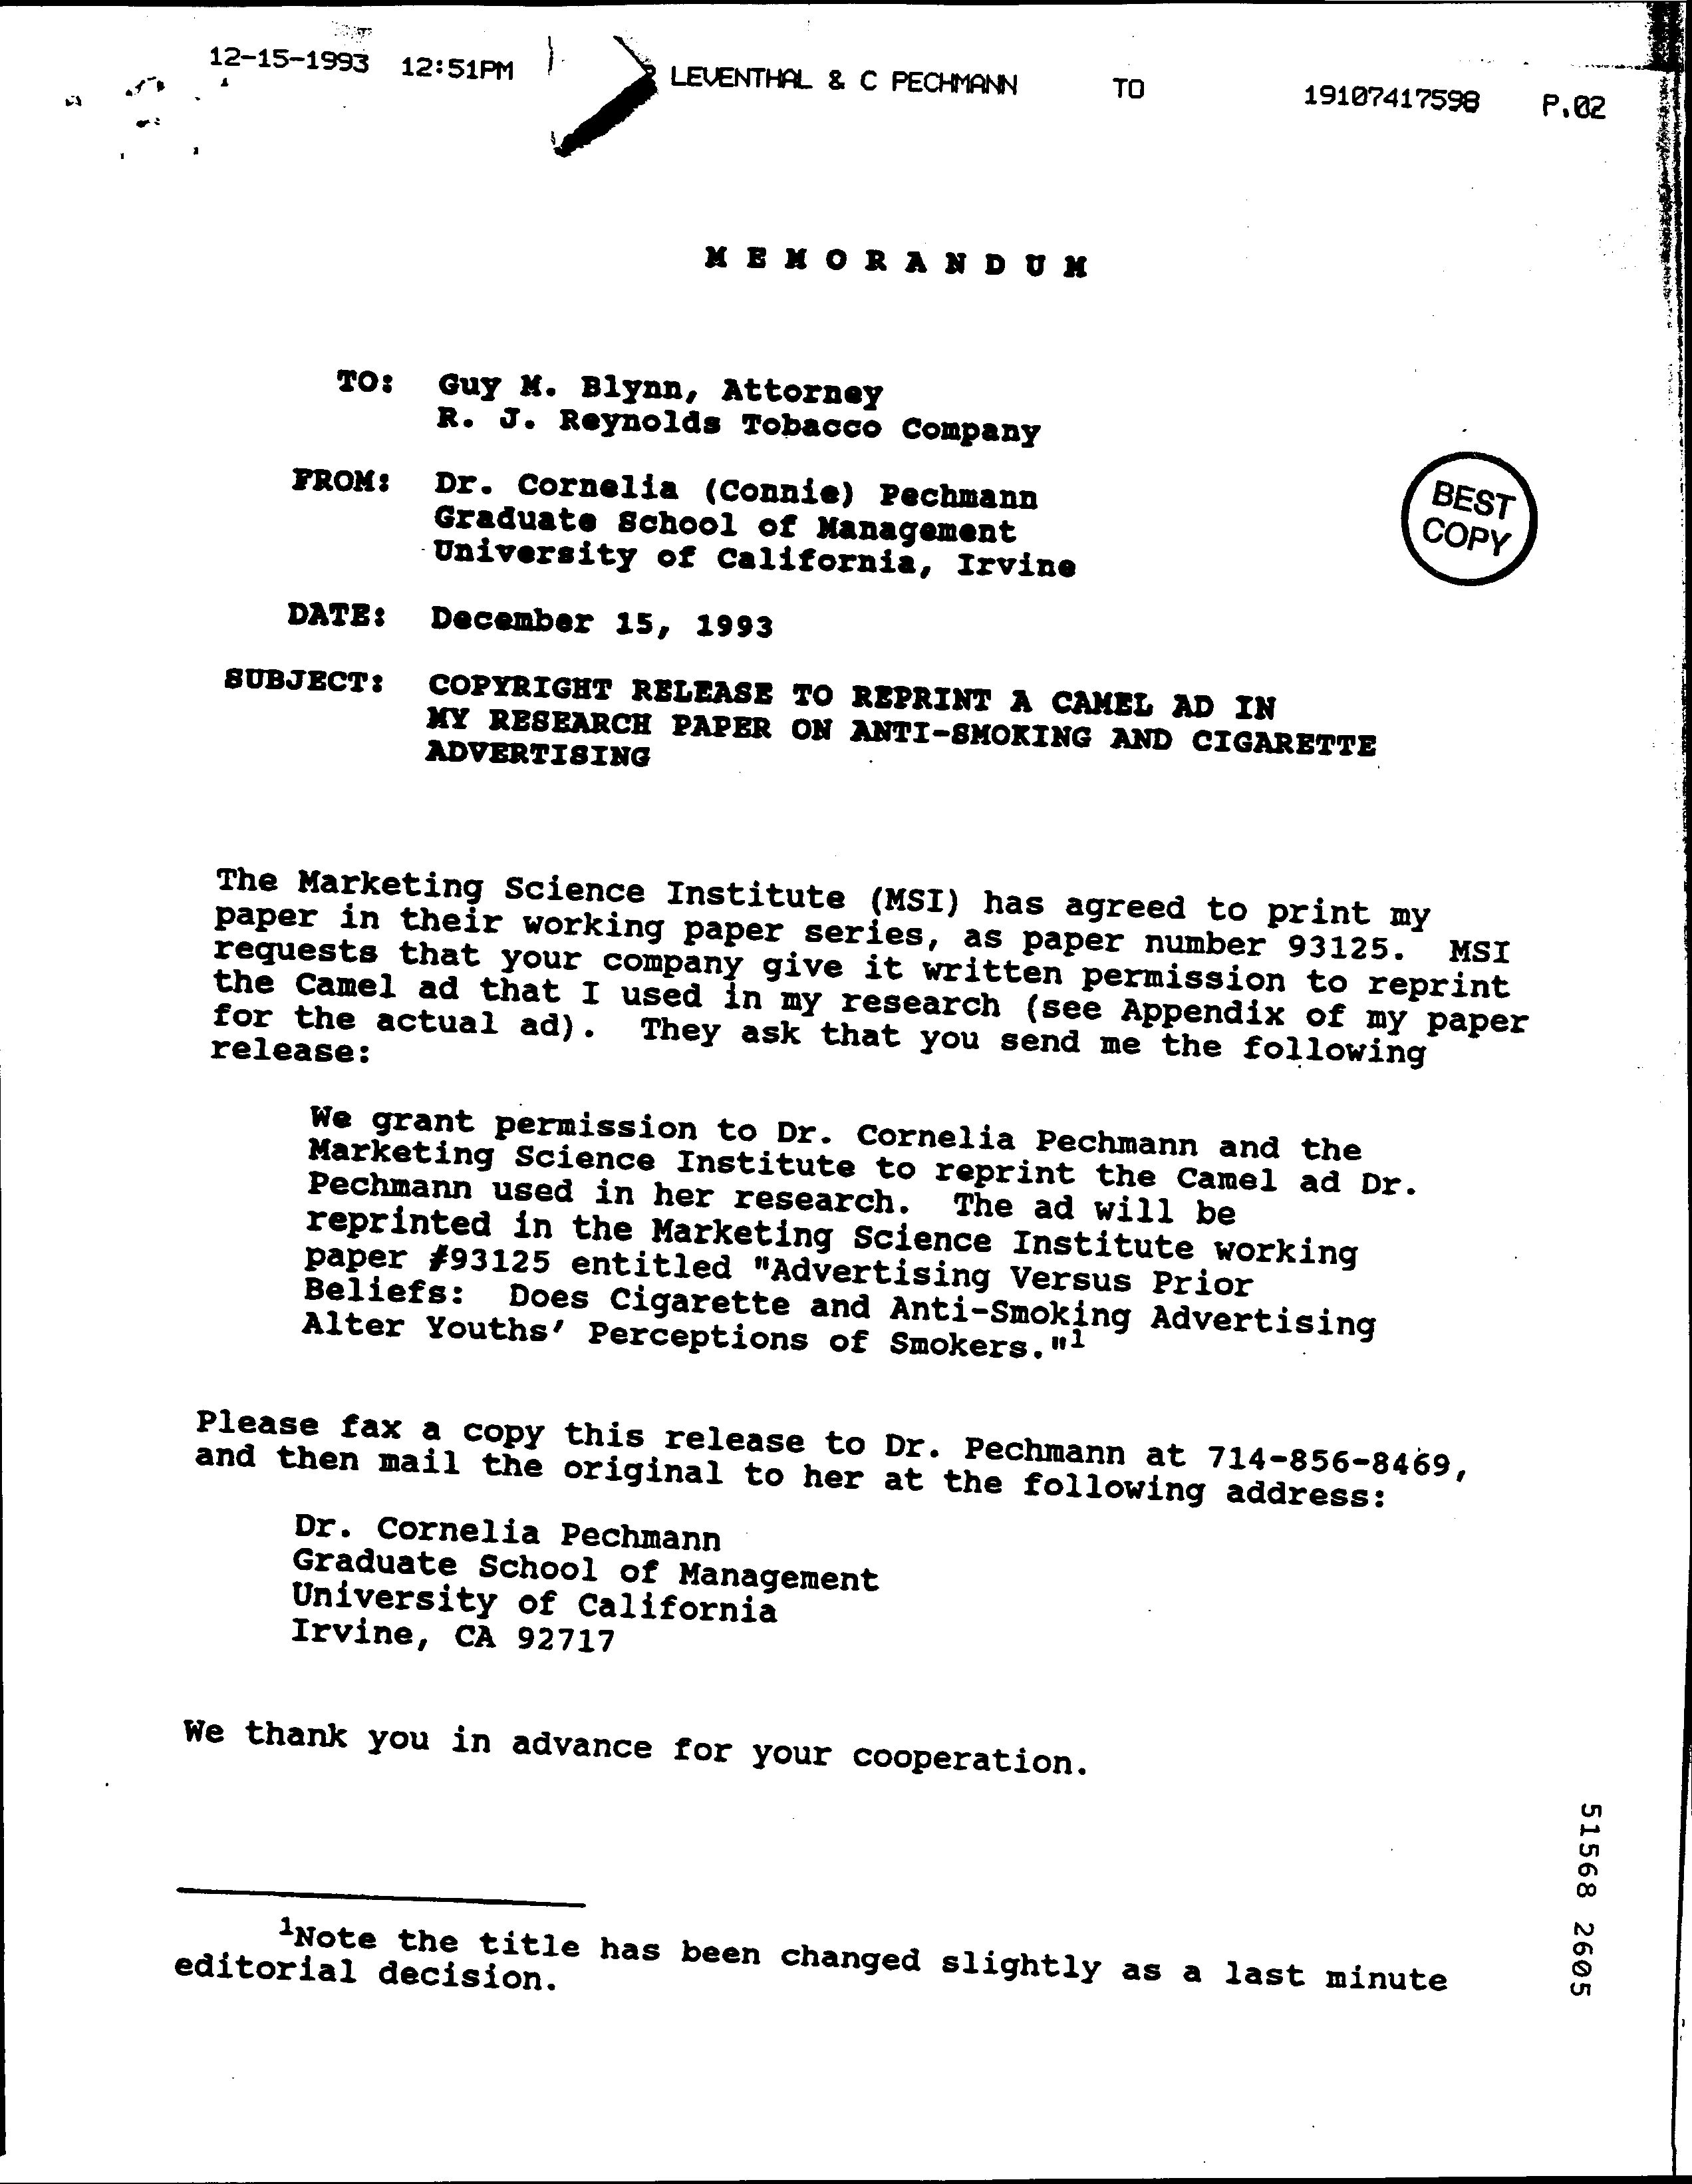 12-15-1993 12:51PM LEVENTHAL & C PECHMANN TO 19107417598 P.02
MEMORANDUM
TO: Guy M. Blynn, Attorney
R. J. Reynolds Tobacco Company
FROM: Dr. Cornelia (Connie) Pechmann
Graduate School of Management
University of California, Irvine
BEST
COPY
DATE: December 15, 1993
SUBJECT: COPYRIGHT RELEASE TO REPRINT A CAMEL AD IN
MY RESEARCH PAPER ON ANTI-SMOKING AND CIGARETTE
ADVERTISING
The Marketing Science Institute (MSI) has agreed to print my
paper in their working paper series, as paper number 93125. MSI
requests that your company give it written permission to reprint
the Camel ad that I used in my research (see Appendix of my paper
for the actual ad). They ask that you send me the following
release:
We grant permission to Dr. Cornelia Pechmann and the
Marketing Science Institute to reprint the Camel ad Dr.
Pechmann used in her research. The ad will be
reprinted in the Marketing Science Institute working
paper #93125 entitled "Advertising Versus Prior
Beliefs: Does Cigarette and Anti-Smoking Advertising
Alter Youths' Perceptions of Smokers."1
Please fax a copy this release to Dr. Pechmann at 714-856-8469,
and then mail the original to her at the following address:
Dr. Cornelia Pechmann
Graduate School of Management
University of California
Irvine, CA 92717
We thank you in advance for your cooperation.
1Note the title has been changed slightly as a last minute
editorial decision.
51568 2605